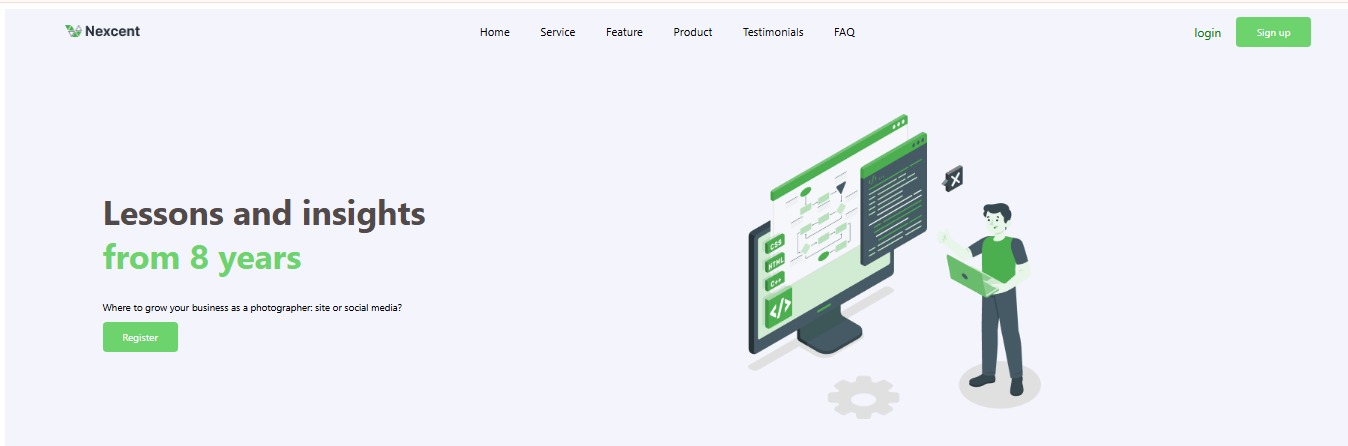 Nexcent
Home Service Feature Product Testimonials FAQ
login Sign up
Lessons and insights
from 8 years
Where to grow your business as a photographer: site or social media?
Register
CSS
HTML
C++
</>
X